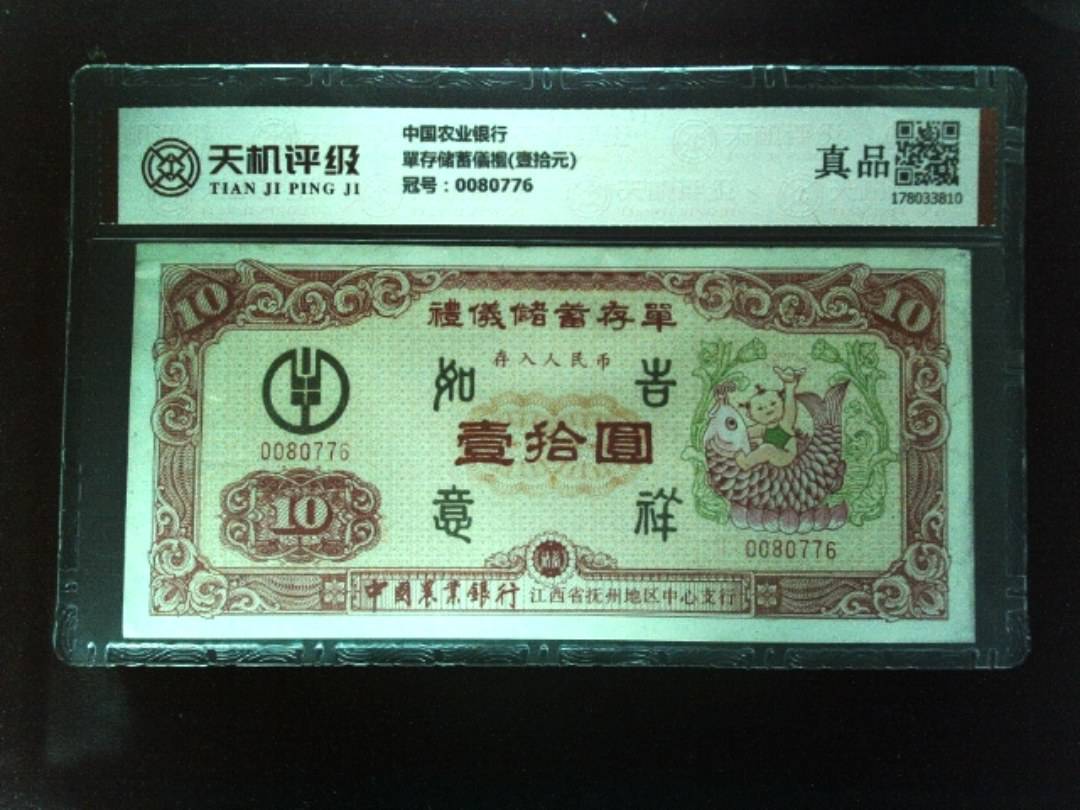 天机评级
TIAN JI PING JI
中国农业银行
單存储蓄儀禮(壹拾元)
冠号：0080776
真品
178033810
10
10
禮儀儲蓄存單
存入人民币
如 吉
壹拾圓
意 祥
0080776
10
0080776
中國農業銀行 江西省抚州地区中心支行